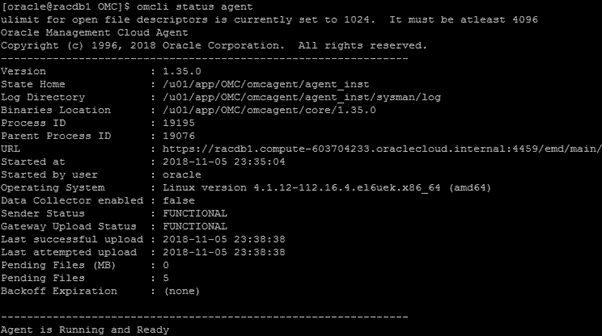 [oracle@racdb1 OMC]$ omcli status agent
ulimit for open file descriptors is currently set to 1024.  It must be atleast 4096
Oracle Management Cloud Agent
Copyright (c) 1996, 2018 Oracle Corporation.  All rights reserved.
---------------------------------------------------------------
Version                : 1.35.0
State Home             : /u01/app/OMC/omcagent/agent_inst
Log Directory          : /u01/app/OMC/omcagent/agent_inst/sysman/log
Binaries Location      : /u01/app/OMC/omcagent/core/1.35.0
Process ID             : 19195
Parent Process ID      : 19076
URL                    : https://racdb1.compute-603704233.oraclecloud.internal:4459/emd/main/
Started at             : 2018-11-05 23:35:04
Started by user        : oracle
Operating System       : Linux version 4.1.12-112.16.4.el6uek.x86_64 (amd64)
Data Collector enabled : false
Sender Status          : FUNCTIONAL
Gateway Upload Status  : FUNCTIONAL
Last successful upload : 2018-11-05 23:38:38
Last attempted upload  : 2018-11-05 23:38:38
Pending Files (MB)     : 0
Pending Files          : 5
Backoff Expiration     : (none)
---------------------------------------------------------------
Agent is Running and Ready